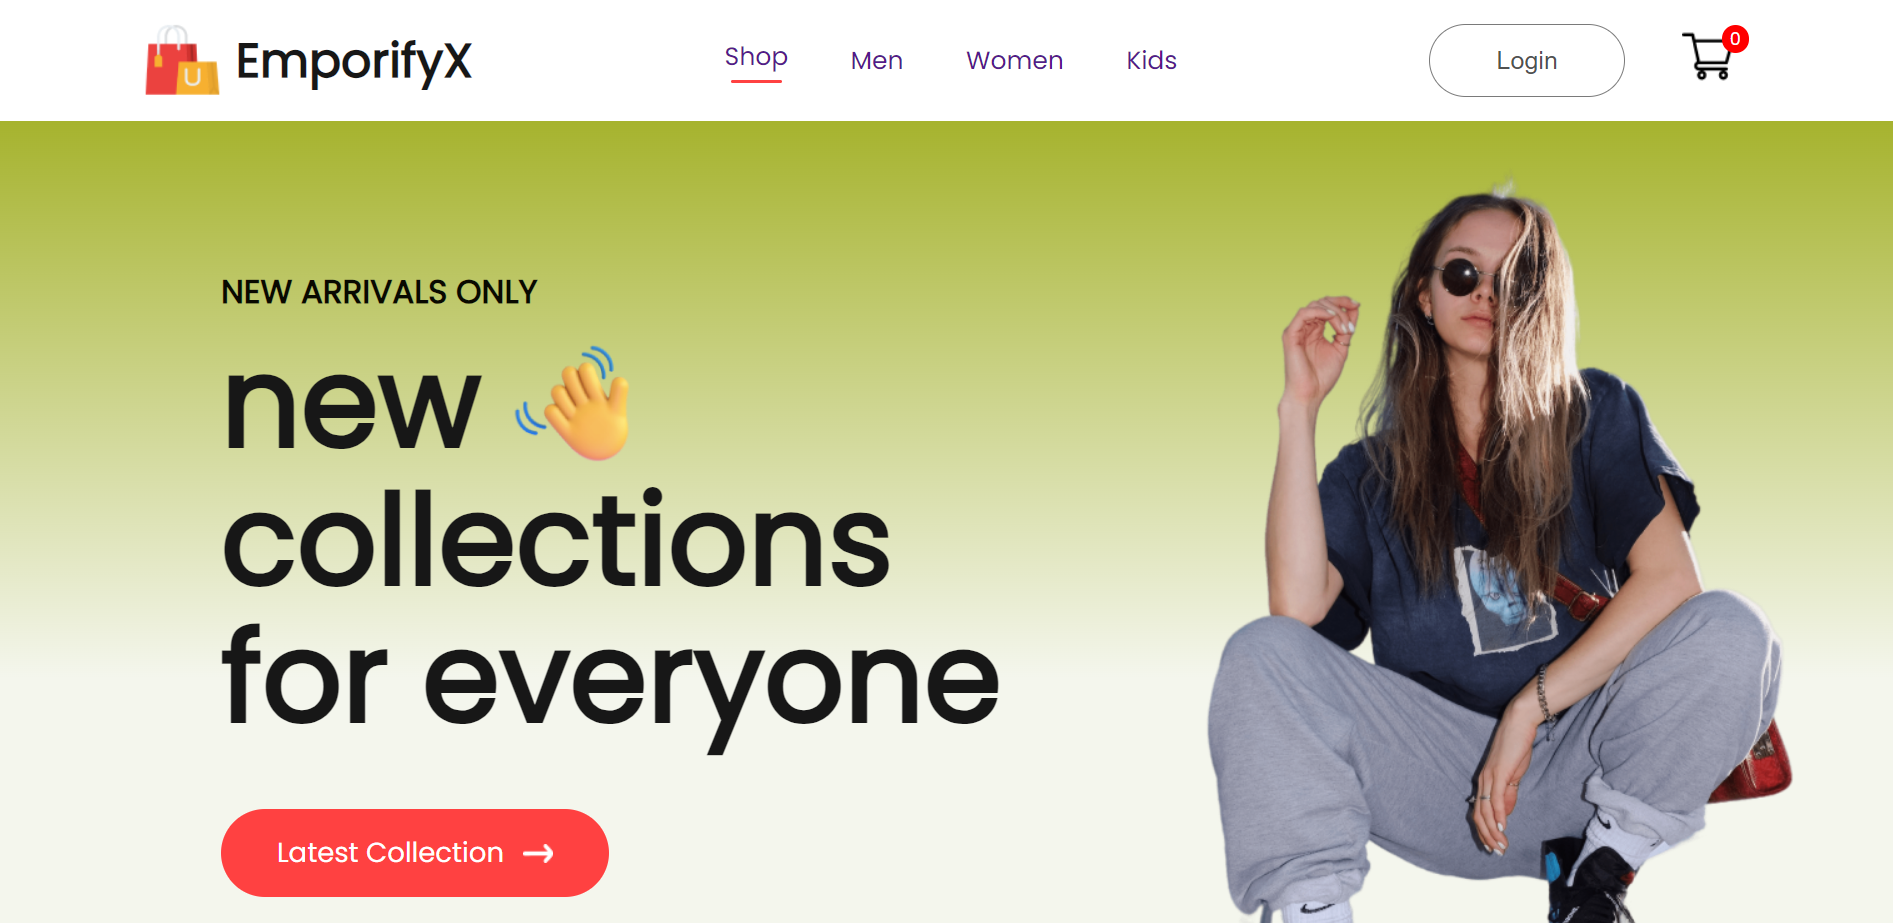 EmporifyX
Shop Men Women Kids
Login
0
NEW ARRIVALS ONLY
new 👋
collections
for everyone
Latest Collection →